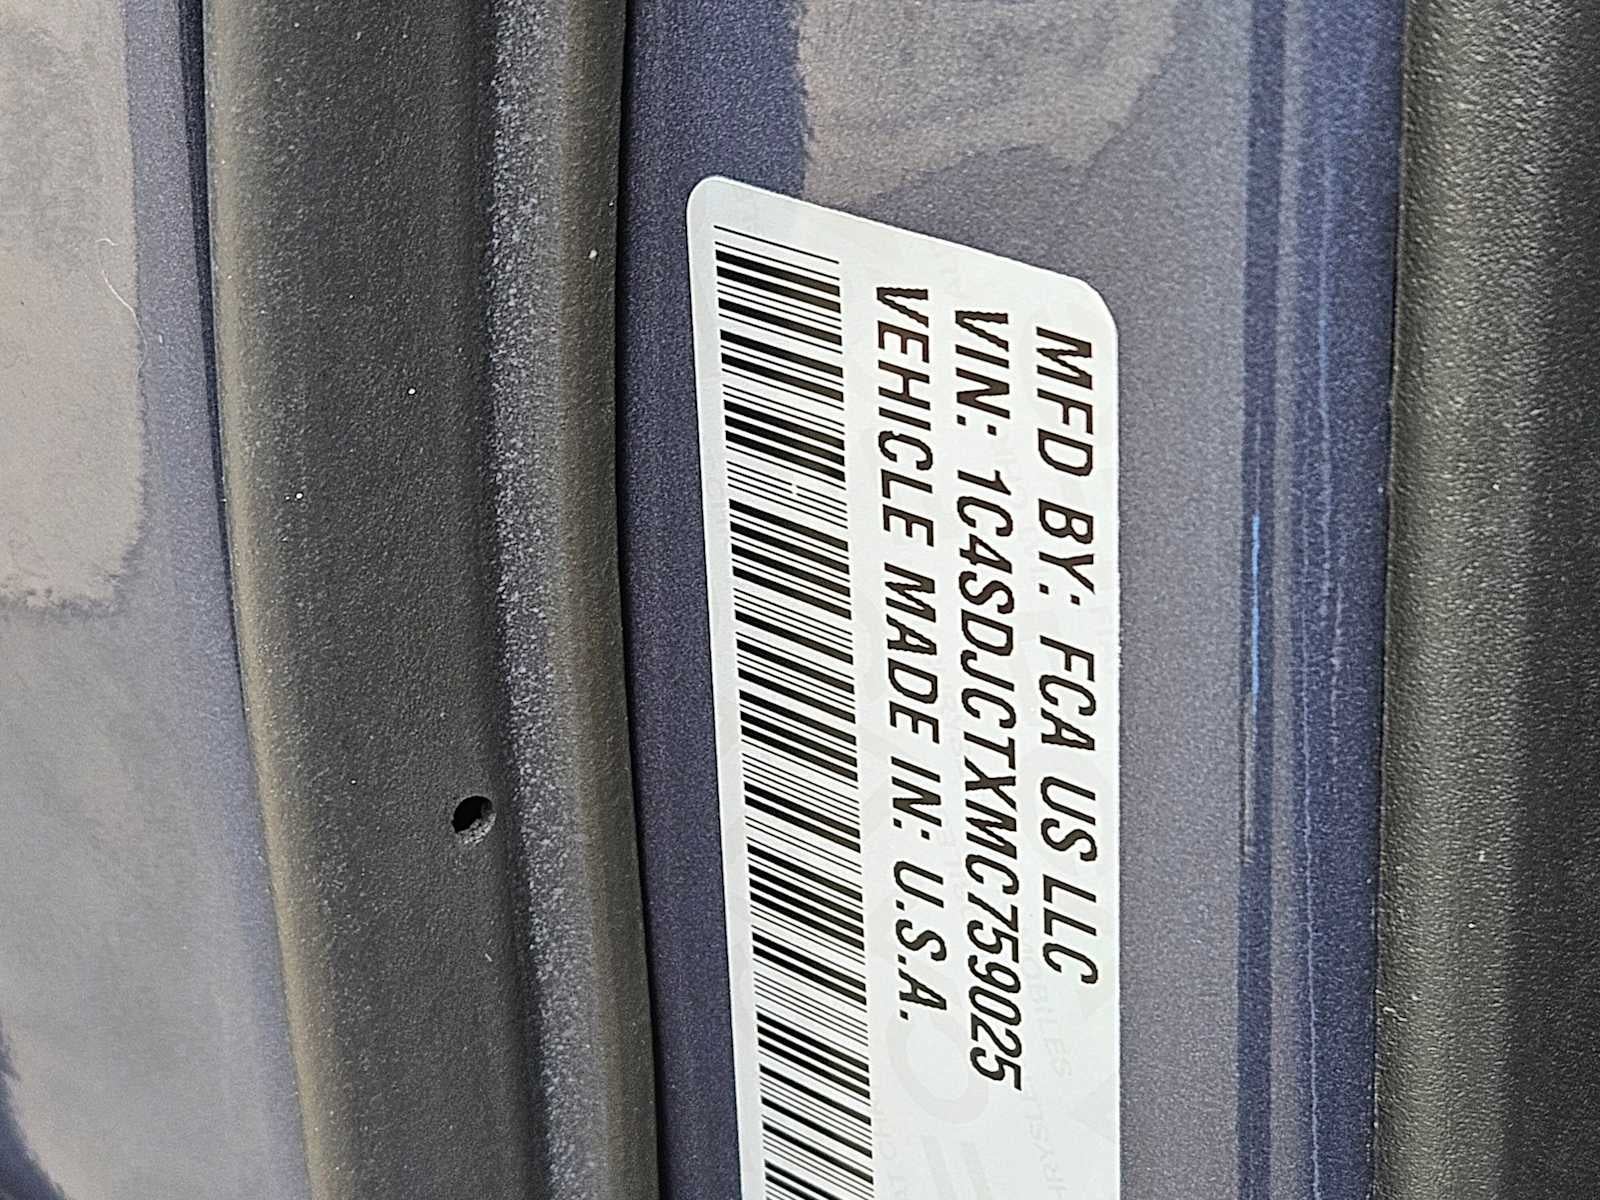 MFD BY: FCA US LLC
VIN: 1C4SDJCTXMC759025
VEHICLE MADE IN: U.S.A.